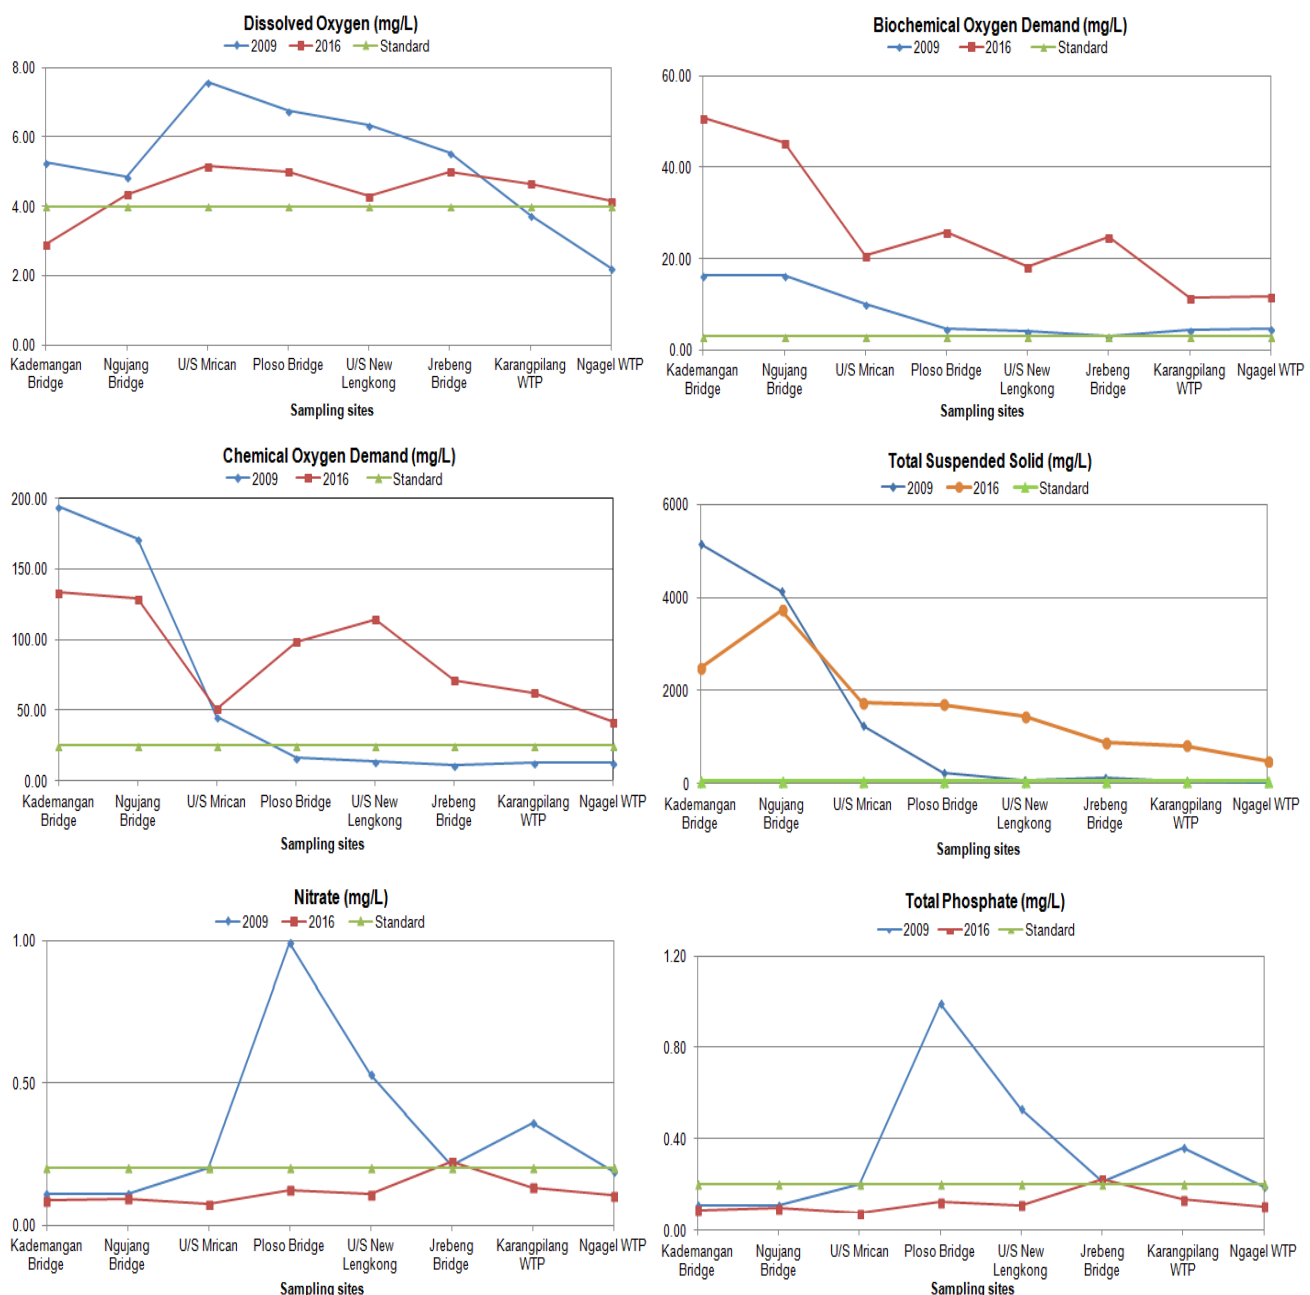 Dissolved Oxygen (mg/L)
2009 2016 Standard
8.00
6.00
4.00
2.00
0.00
Kademangan Bridge
Ngujang Bridge
U/S Mrican
Ploso Bridge
U/S New Lengkong
Jrebeng Bridge
Karangpilang WTP
Ngagel WTP
Sampling sites
Biochemical Oxygen Demand (mg/L)
2009 2016 Standard
60.00
40.00
20.00
0.00
Kademangan Bridge
Ngujang Bridge
U/S Mrican
Ploso Bridge
U/S New Lengkong
Jrebeng Bridge
Karangpilang WTP
Ngagel WTP
Sampling sites
Chemical Oxygen Demand (mg/L)
2009 2016 Standard
200.00
150.00
100.00
50.00
0.00
Kademangan Bridge
Ngujang Bridge
U/S Mrican
Ploso Bridge
U/S New Lengkong
Jrebeng Bridge
Karangpilang WTP
Ngagel WTP
Sampling sites
Total Suspended Solid (mg/L)
2009 2016 Standard
6000
4000
2000
0
Kademangan Bridge
Ngujang Bridge
U/S Mrican
Ploso Bridge
U/S New Lengkong
Jrebeng Bridge
Karangpilang WTP
Ngagel WTP
Sampling sites
Nitrate (mg/L)
2009 2016 Standard
1.00
0.50
0.00
Kademangan Bridge
Ngujang Bridge
U/S Mrican
Ploso Bridge
U/S New Lengkong
Jrebeng Bridge
Karangpilang WTP
Ngagel WTP
Sampling sites
Total Phosphate (mg/L)
2009 2016 Standard
1.20
0.80
0.40
0.00
Kademangan Bridge
Ngujang Bridge
U/S Mrican
Ploso Bridge
U/S New Lengkong
Jrebeng Bridge
Karangpilang WTP
Ngagel WTP
Sampling sites